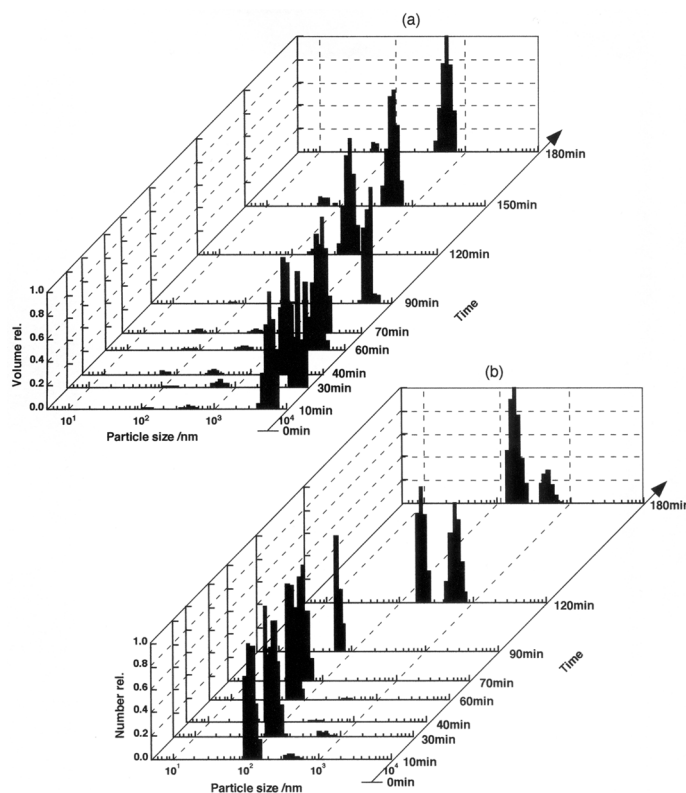 (a)
180min
150min
120min
90min
70min
60min
40min
30min
10min
0min
Time
1.0
0.8
0.6
0.4
0.2
0.0
Volume rel.
10¹ 10² 10³ 10⁴
Particle size /nm
(b)
180min
120min
90min
70min
60min
40min
30min
10min
0min
Time
1.0
0.8
0.6
0.4
0.2
0.0
Number rel.
10¹ 10² 10³ 10⁴
Particle size /nm